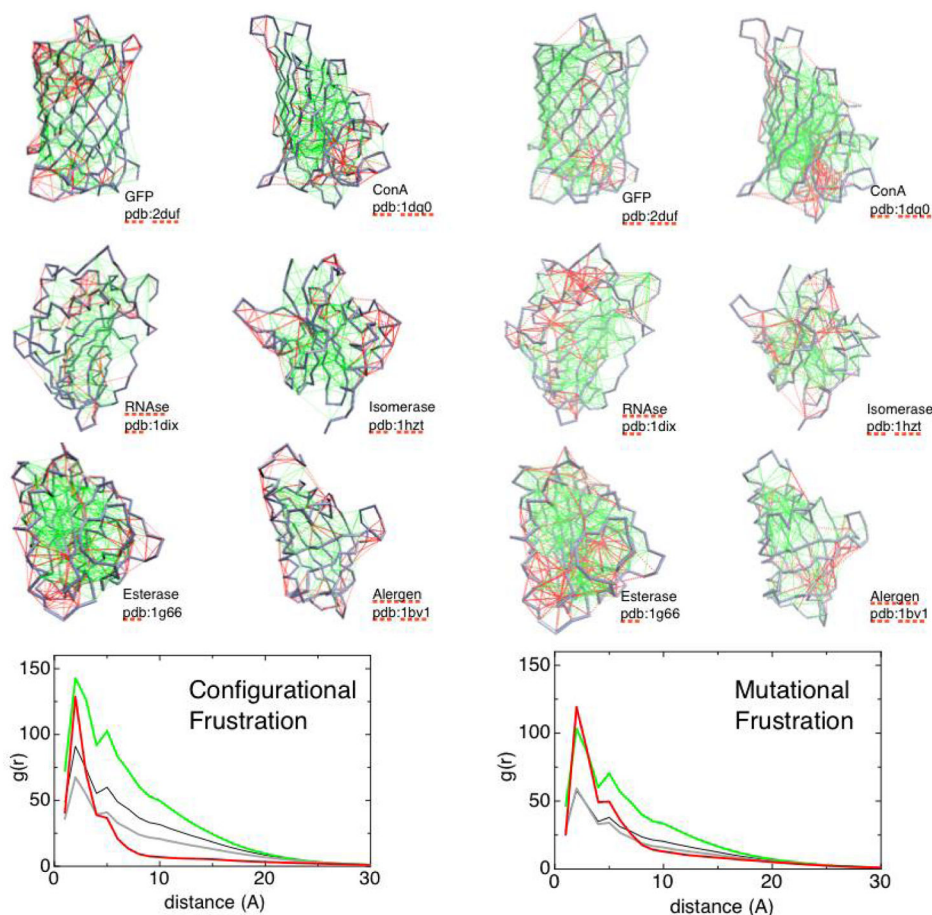 GFP
pdb:2duf
ConA
pdb:1dq0
GFP
pdb:2duf
ConA
pdb:1dq0
RNAse
pdb:1dix
Isomerase
pdb:1hzt
RNAse
pdb:1dix
Isomerase
pdb:1hzt
Esterase
pdb:1g66
Alergen
pdb:1bv1
Esterase
pdb:1g66
Alergen
pdb:1bv1
Configurational
Frustration
g(r)
150
100
50
0
0 10 20 30
distance (A)
Mutational
Frustration
g(r)
150
100
50
0
0 10 20 30
distance (A)